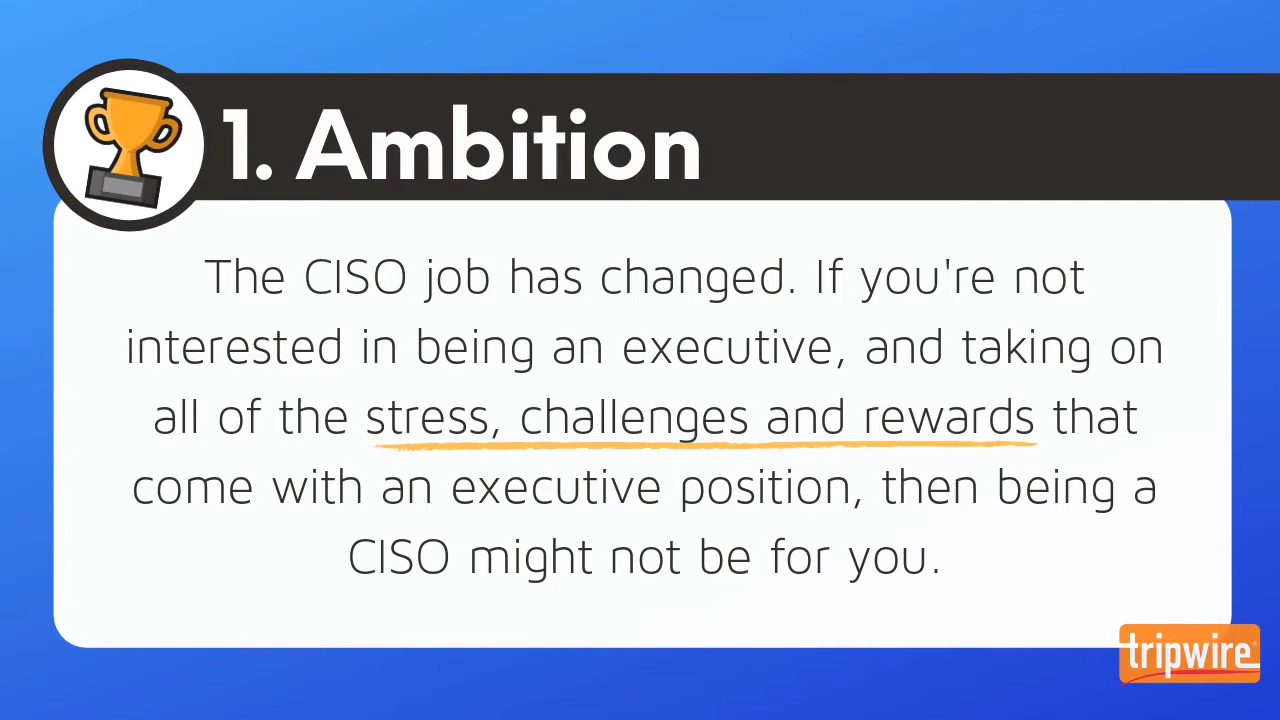 1. Ambition
The CISO job has changed. If you're not
interested in being an executive, and taking on
all of the stress, challenges and rewards that
come with an executive position, then being a
CISO might not be for you.
tripwire